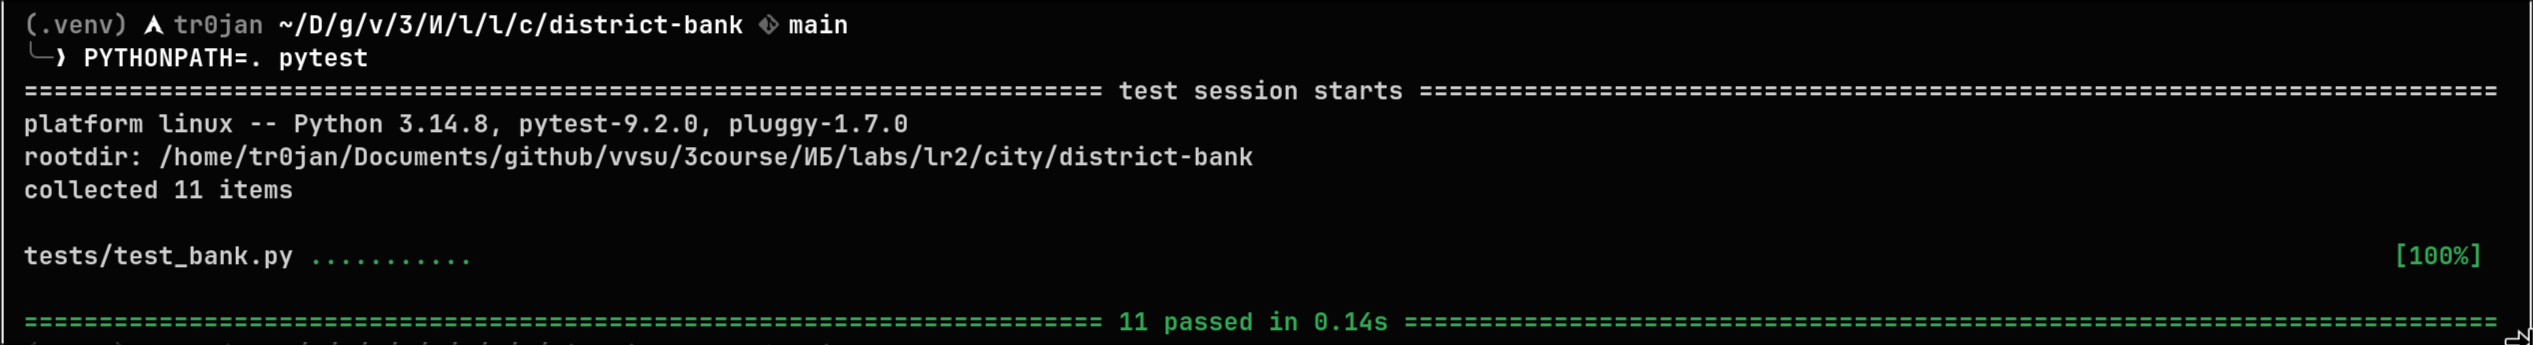 (.venv) tr0jan ~/D/g/v/3/И/l/l/c/district-bank main
❯ PYTHONPATH=. pytest
======================================================================== test session starts ========================================================================
platform linux -- Python 3.14.8, pytest-9.2.0, pluggy-1.7.0
rootdir: /home/tr0jan/Documents/github/vvsu/3course/ИБ/labs/lr2/city/district-bank
collected 11 items
tests/test_bank.py ........... [100%]
======================================================================== 11 passed in 0.14s =========================================================================